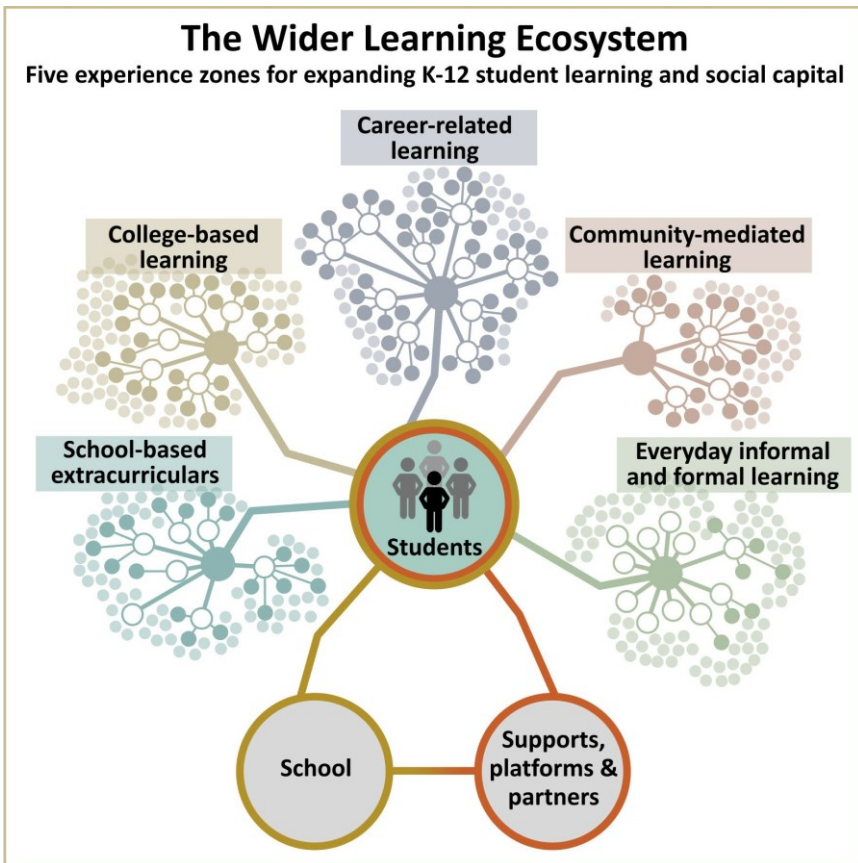 The Wider Learning Ecosystem
Five experience zones for expanding K-12 student learning and social capital
Career-related
learning
College-based
learning
Community-mediated
learning
School-based
extracurriculars
Everyday informal
and formal learning
Students
School
Supports,
platforms &
partners